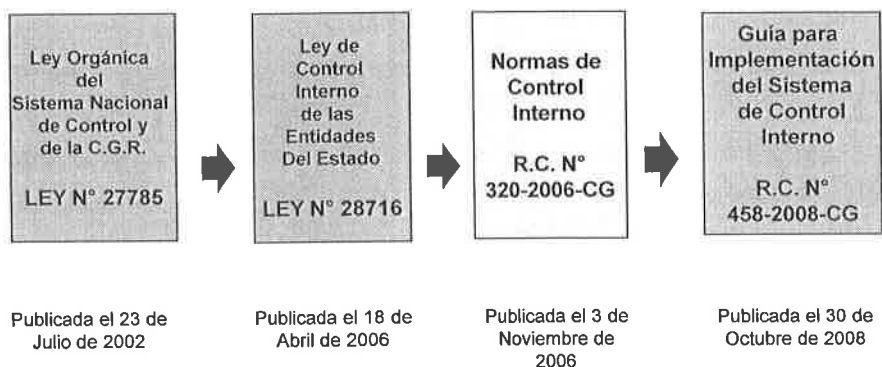 Ley Orgánica
del
Sistema Nacional
de Control y
de la C.G.R.
LEY N° 27785
Ley de
Control
Interno
de las
Entidades
Del Estado
LEY N° 28716
Normas de
Control
Interno
R.C. N°
320-2006-CG
Guía para
Implementación
del Sistema
de Control
Interno
R.C. N°
458-2008-CG
Publicada el 23 de
Julio de 2002
Publicada el 18 de
Abril de 2006
Publicada el 3 de
Noviembre de
2006
Publicada el 30 de
Octubre de 2008